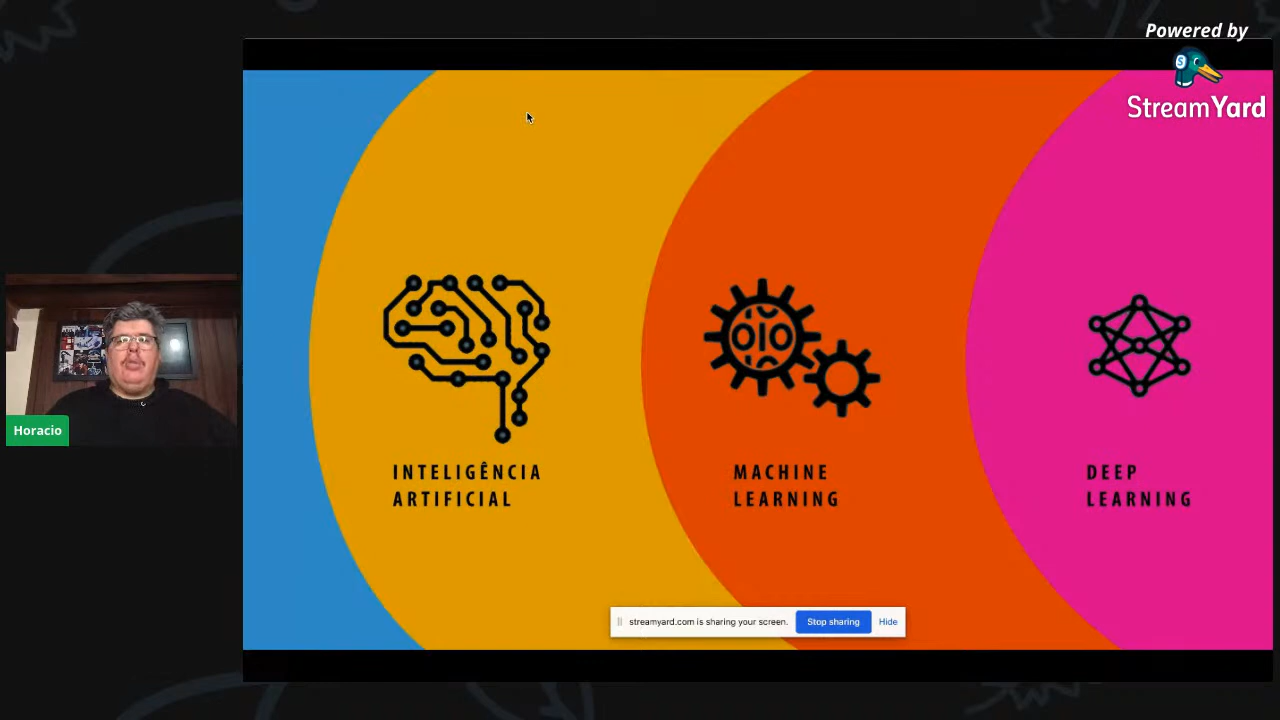 Powered by
StreamYard
INTELIGÊNCIA
ARTIFICIAL
MACHINE
LEARNING
DEEP
LEARNING
Horacio
streamyard.com is sharing your screen.
Stop sharing
Hide